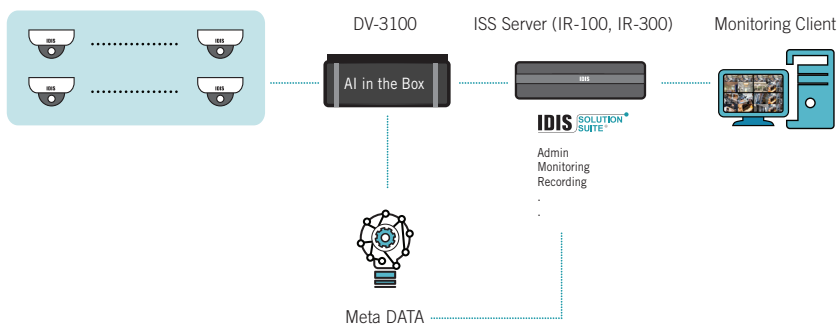 DV-3100
ISS Server (IR-100, IR-300)
Monitoring Client
IDIS
IDIS
IDIS
IDIS
AI in the Box
IDIS
IDIS SOLUTION SUITE®
Admin
Monitoring
Recording
.
.
Meta DATA